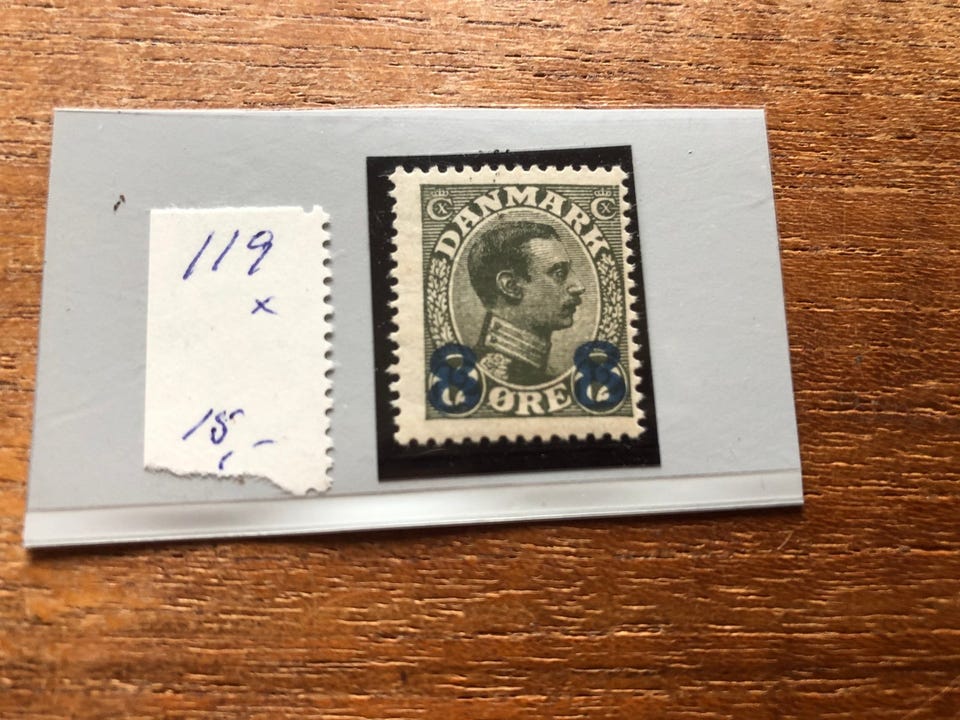 119
x
15,-
DANMARK
8 ØRE 8